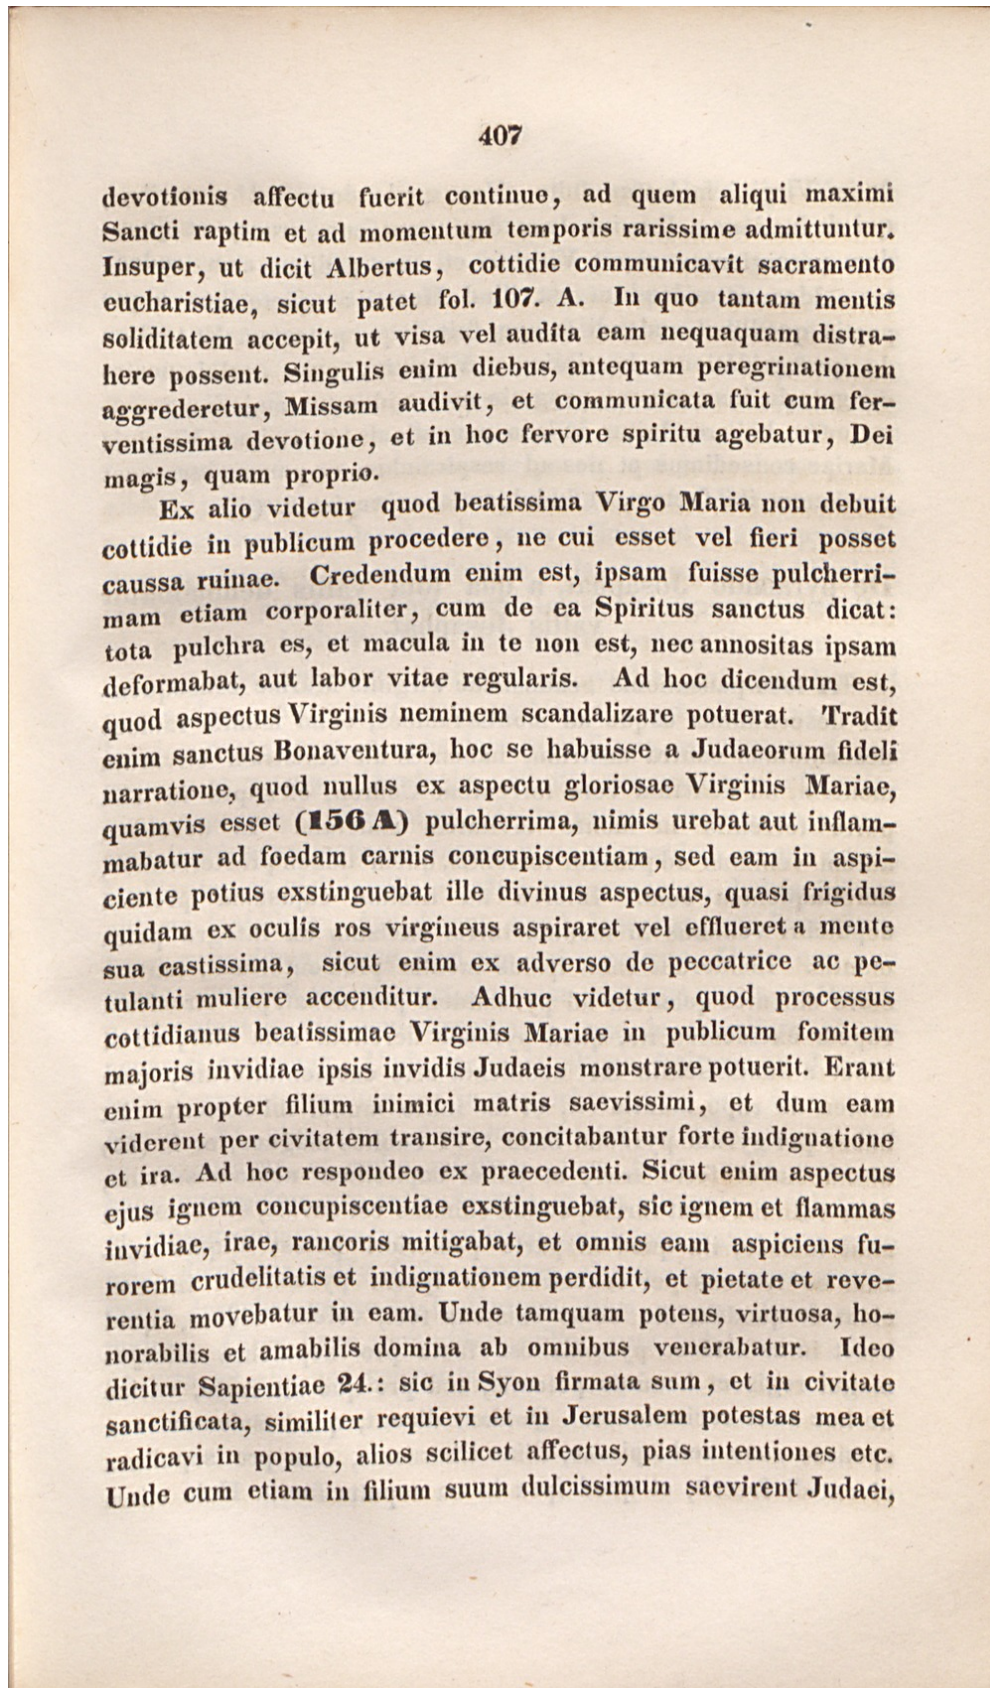 407
devotionis affectu fuerit continuo, ad quem aliqui maximi
Sancti raptim et ad momentum temporis rarissime admittuntur.
Insuper, ut dicit Albertus, cottidie communicavit sacramento
eucharistiae, sicut patet fol. 107. A. In quo tantam mentis
soliditatem accepit, ut visa vel audita eam nequaquam distra-
here possent. Singulis enim diebus, antequam peregrinationem
aggrederetur, Missam audivit, et communicata fuit cum fer-
ventissima devotione, et in hoc fervore spiritu agebatur, Dei
magis, quam proprio.
Ex alio videtur quod beatissima Virgo Maria non debuit
cottidie in publicum procedere, ne cui esset vel fieri posset
caussa ruinae. Credendum enim est, ipsam fuisse pulcherri-
mam etiam corporaliter, cum de ea Spiritus sanctus dicat:
tota pulchra es, et macula in te non est, nec annositas ipsam
deformabat, aut labor vitae regularis. Ad hoc dicendum est,
quod aspectus Virginis neminem scandalizare potuerat. Tradit
enim sanctus Bonaventura, hoc se habuisse a Judaeorum fideli
narratione, quod nullus ex aspectu gloriosae Virginis Mariae,
quamvis esset (156 A) pulcherrima, nimis urebat aut inflam-
mabatur ad foedam carnis concupiscentiam, sed eam in aspi-
ciente potius exstinguebat ille divinus aspectus, quasi frigidus
quidam ex oculis ros virgineus aspiraret vel efflueret a mente
sua castissima, sicut enim ex adverso de peccatrice ac pe-
tulanti muliere accenditur. Adhuc videtur, quod processus
cottidianus beatissimae Virginis Mariae in publicum fomitem
majoris invidiae ipsis invidis Judaeis monstrare potuerit. Erant
enim propter filium inimici matris saevissimi, et dum eam
viderent per civitatem transire, concitabantur forte indignatione
et ira. Ad hoc respondeo ex praecedenti. Sicut enim aspectus
ejus ignem concupiscentiae exstinguebat, sic ignem et flammas
invidiae, irae, rancoris mitigabat, et omnis eam aspiciens fu-
rorem crudelitatis et indignationem perdidit, et pietate et reve-
rentia movebatur in eam. Unde tamquam potens, virtuosa, ho-
norabilis et amabilis domina ab omnibus venerabatur. Ideo
dicitur Sapientiae 24.: sic in Syon firmata sum, et in civitate
sanctificata, similiter requievi et in Jerusalem potestas mea et
radicavi in populo, alios scilicet affectus, pias intentiones etc.
Unde cum etiam in filium suum dulcissimum saevirent Judaei,